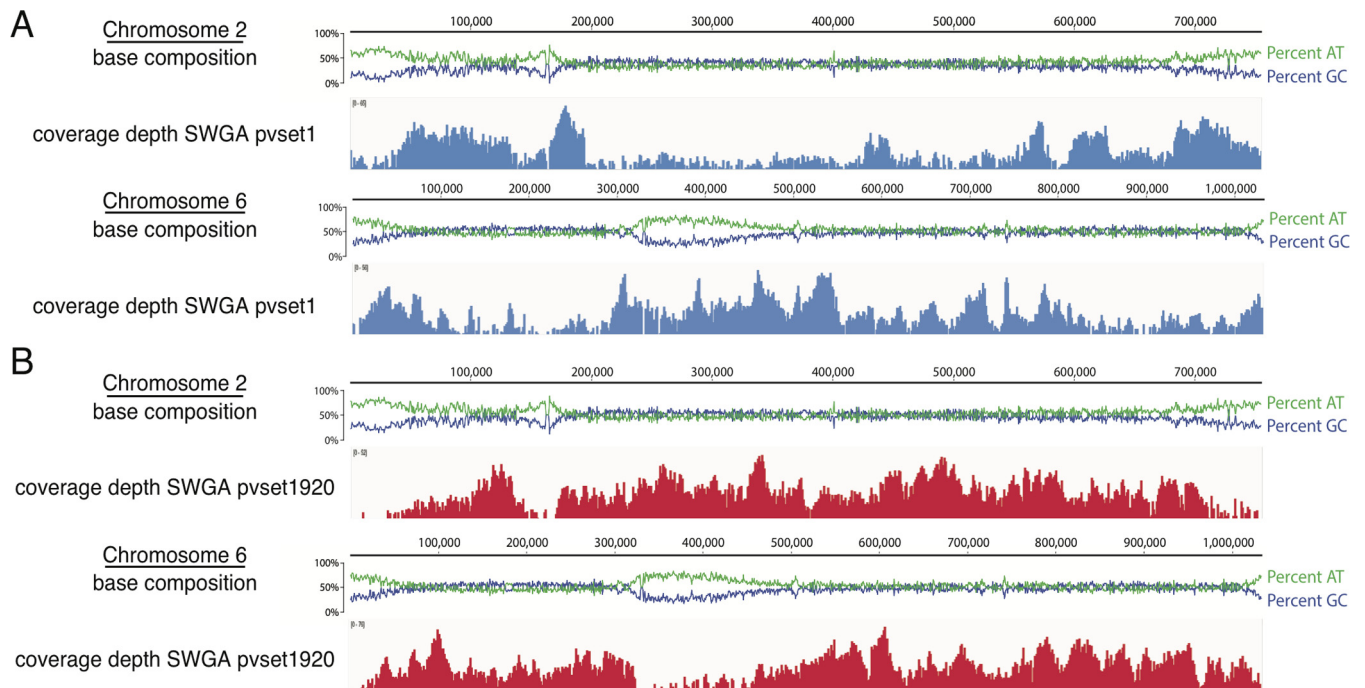 A
Chromosome 2
base composition
100,000 200,000 300,000 400,000 500,000 600,000 700,000
100%
50%
0%
Percent AT
Percent GC
coverage depth SWGA pvset1
Chromosome 6
base composition
100,000 200,000 300,000 400,000 500,000 600,000 700,000 800,000 900,000 1,000,000
100%
50%
0%
Percent AT
Percent GC
coverage depth SWGA pvset1
B
Chromosome 2
base composition
100,000 200,000 300,000 400,000 500,000 600,000 700,000
100%
50%
0%
Percent AT
Percent GC
coverage depth SWGA pvset1920
Chromosome 6
base composition
100,000 200,000 300,000 400,000 500,000 600,000 700,000 800,000 900,000 1,000,000
100%
50%
0%
Percent AT
Percent GC
coverage depth SWGA pvset1920